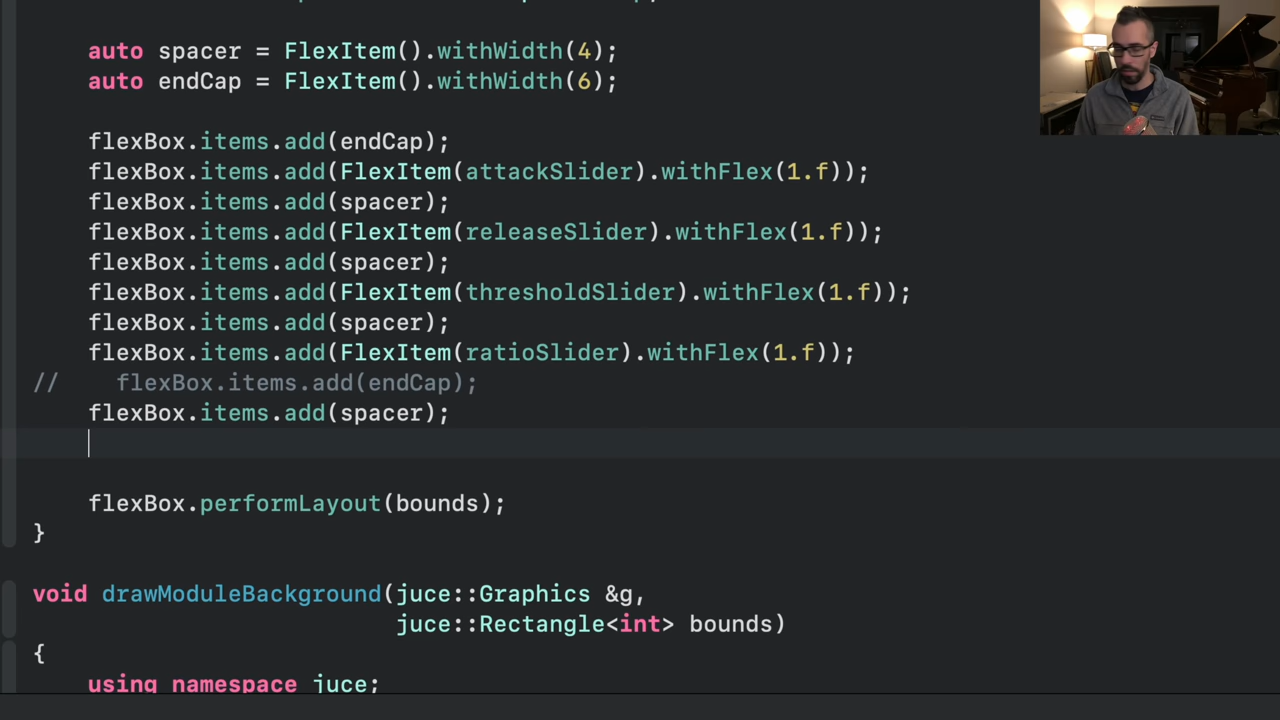 auto spacer = FlexItem().withWidth(4);
auto endCap = FlexItem().withWidth(6);
flexBox.items.add(endCap);
flexBox.items.add(FlexItem(attackSlider).withFlex(1.f));
flexBox.items.add(spacer);
flexBox.items.add(FlexItem(releaseSlider).withFlex(1.f));
flexBox.items.add(spacer);
flexBox.items.add(FlexItem(thresholdSlider).withFlex(1.f));
flexBox.items.add(spacer);
flexBox.items.add(FlexItem(ratioSlider).withFlex(1.f));
//    flexBox.items.add(endCap);
flexBox.items.add(spacer);
flexBox.performLayout(bounds);
}
void drawModuleBackground(juce::Graphics &g,
juce::Rectangle<int> bounds)
{
using namespace juce;